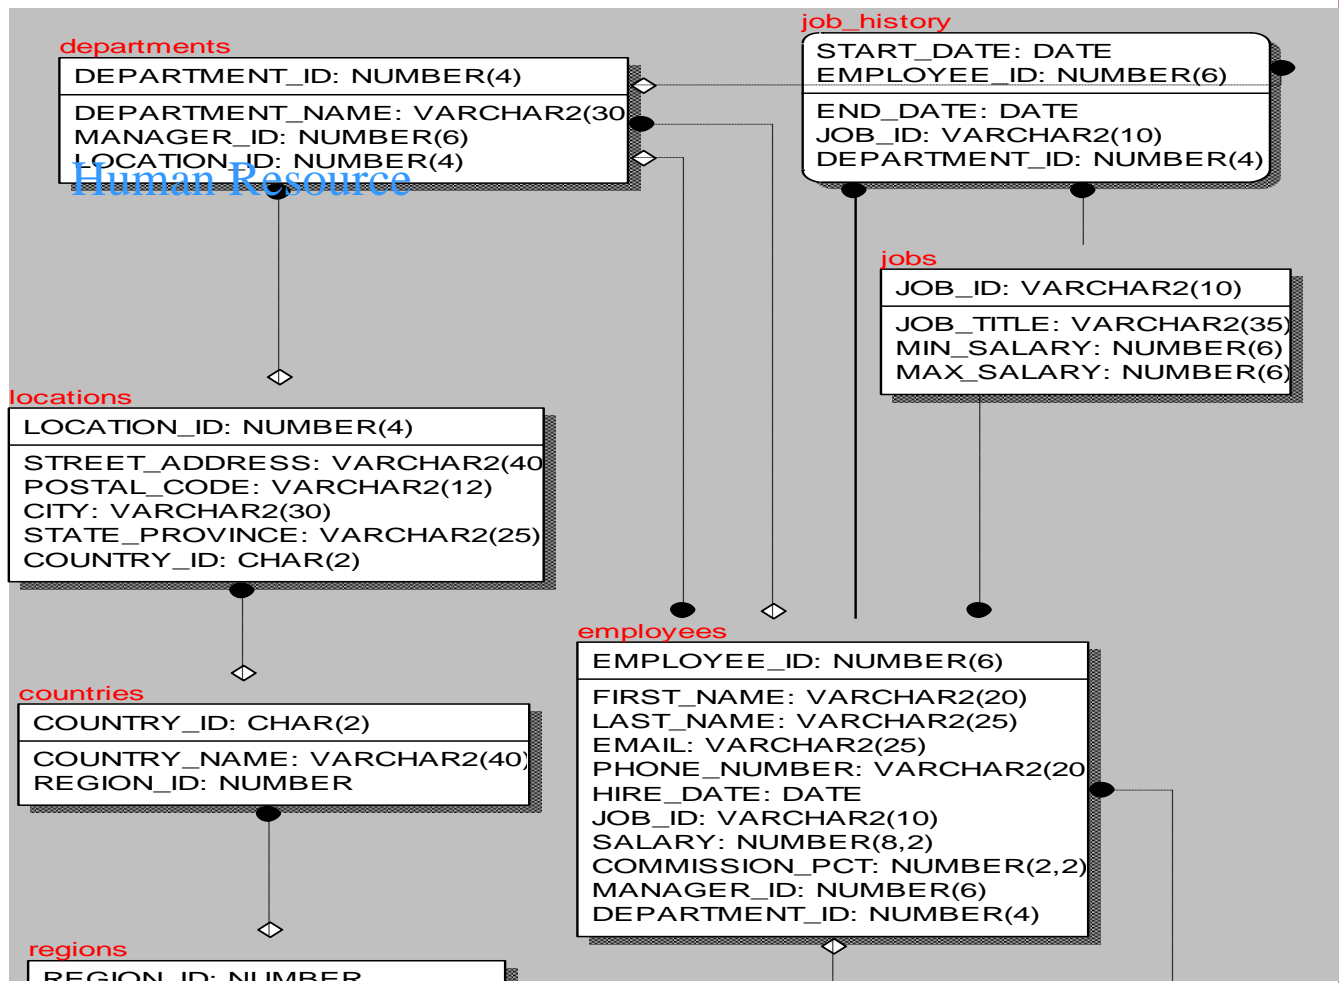 departments
DEPARTMENT_ID: NUMBER(4)
DEPARTMENT_NAME: VARCHAR2(30
MANAGER_ID: NUMBER(6)
LOCATION_ID: NUMBER(4)
Human Resource
job_history
START_DATE: DATE
EMPLOYEE_ID: NUMBER(6)
END_DATE: DATE
JOB_ID: VARCHAR2(10)
DEPARTMENT_ID: NUMBER(4)
jobs
JOB_ID: VARCHAR2(10)
JOB_TITLE: VARCHAR2(35)
MIN_SALARY: NUMBER(6)
MAX_SALARY: NUMBER(6)
locations
LOCATION_ID: NUMBER(4)
STREET_ADDRESS: VARCHAR2(40
POSTAL_CODE: VARCHAR2(12)
CITY: VARCHAR2(30)
STATE_PROVINCE: VARCHAR2(25)
COUNTRY_ID: CHAR(2)
countries
COUNTRY_ID: CHAR(2)
COUNTRY_NAME: VARCHAR2(40)
REGION_ID: NUMBER
employees
EMPLOYEE_ID: NUMBER(6)
FIRST_NAME: VARCHAR2(20)
LAST_NAME: VARCHAR2(25)
EMAIL: VARCHAR2(25)
PHONE_NUMBER: VARCHAR2(20
HIRE_DATE: DATE
JOB_ID: VARCHAR2(10)
SALARY: NUMBER(8,2)
COMMISSION_PCT: NUMBER(2,2)
MANAGER_ID: NUMBER(6)
DEPARTMENT_ID: NUMBER(4)
regions
REGION_ID: NUMBER